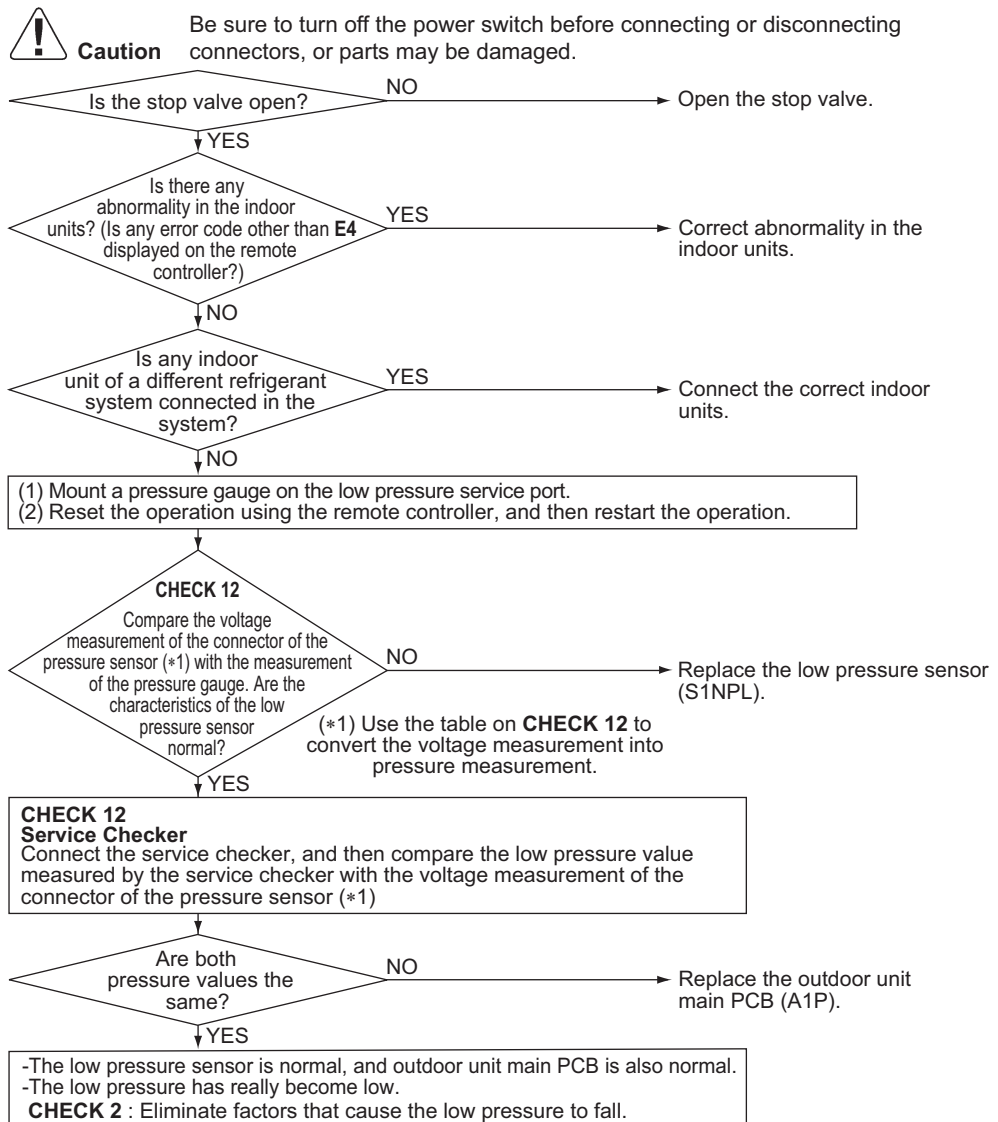 Be sure to turn off the power switch before connecting or disconnecting
Caution connectors, or parts may be damaged.
Is the stop valve open?
NO
Open the stop valve.
YES
Is there any
abnormality in the indoor
units? (Is any error code other than E4
displayed on the remote
controller?)
YES
Correct abnormality in the
indoor units.
NO
Is any indoor
unit of a different refrigerant
system connected in the
system?
YES
Connect the correct indoor
units.
NO
(1) Mount a pressure gauge on the low pressure service port.
(2) Reset the operation using the remote controller, and then restart the operation.
CHECK 12
Compare the voltage
measurement of the connector of the
pressure sensor (*1) with the measurement
of the pressure gauge. Are the
characteristics of the low
pressure sensor
normal?
NO
Replace the low pressure sensor
(S1NPL).
(*1) Use the table on CHECK 12 to
convert the voltage measurement into
pressure measurement.
YES
CHECK 12
Service Checker
Connect the service checker, and then compare the low pressure value
measured by the service checker with the voltage measurement of the
connector of the pressure sensor (*1)
Are both
pressure values the
same?
NO
Replace the outdoor unit
main PCB (A1P).
YES
-The low pressure sensor is normal, and outdoor unit main PCB is also normal.
-The low pressure has really become low.
CHECK 2 : Eliminate factors that cause the low pressure to fall.